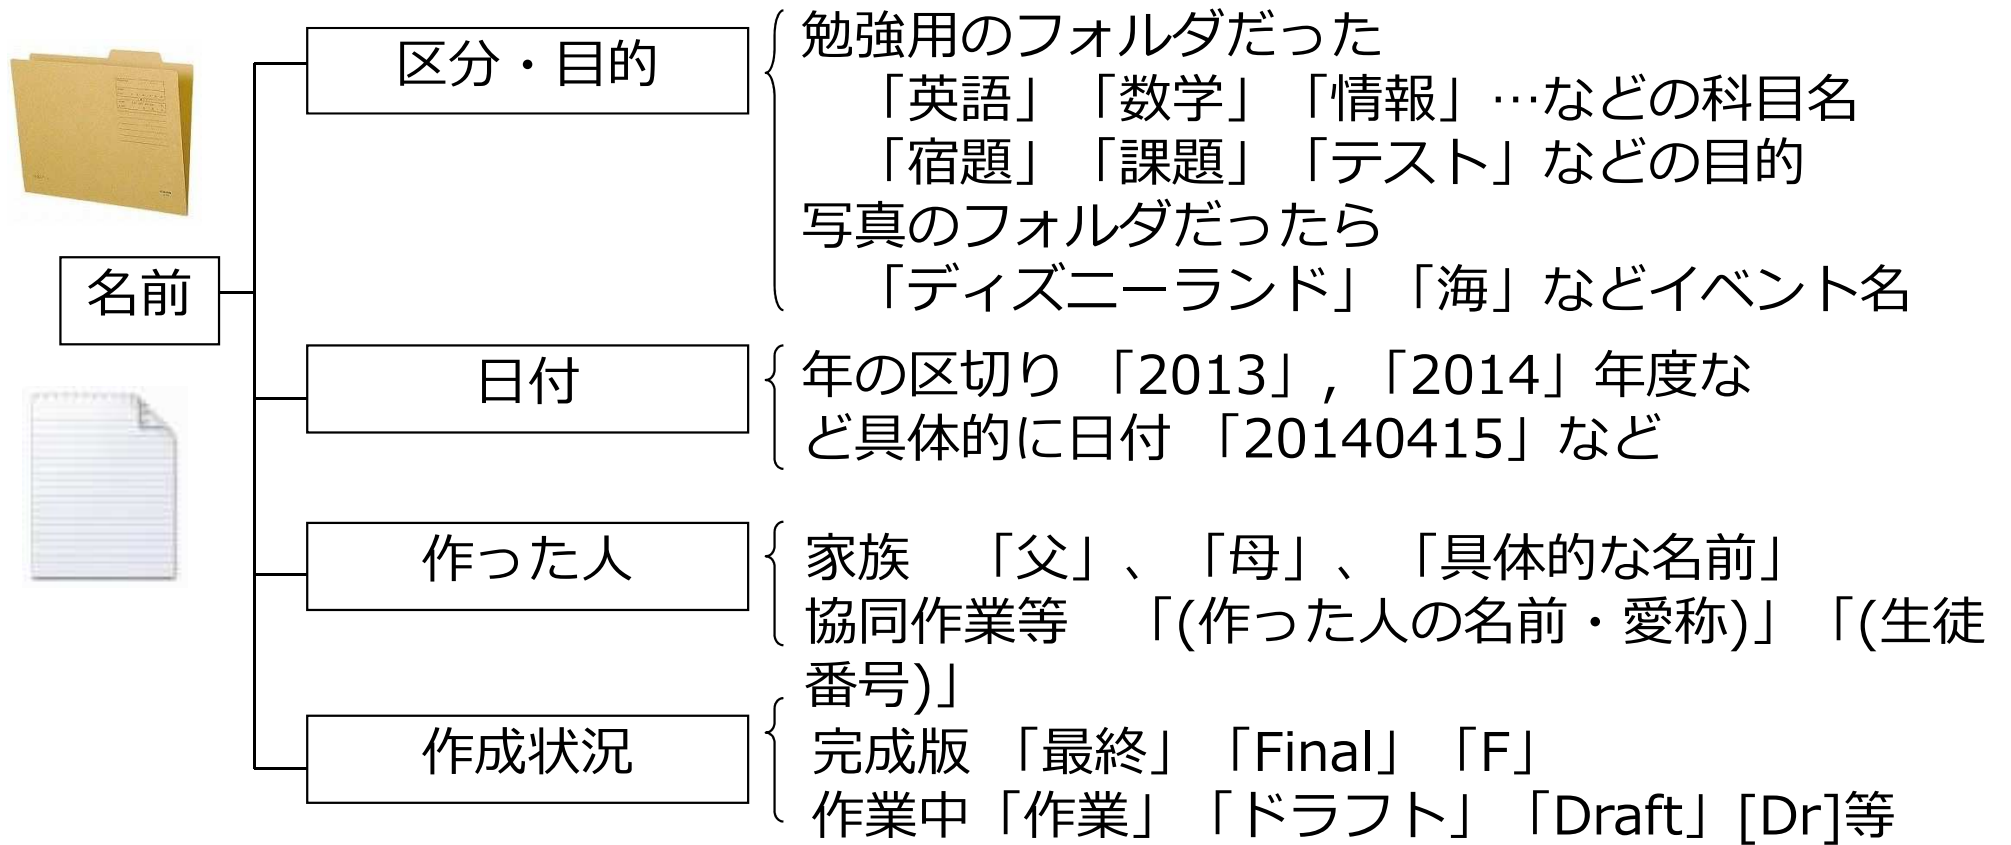 区分・目的
勉強用のフォルダだった
「英語」「数学」「情報」…などの科目名
「宿題」「課題」「テスト」などの目的
写真のフォルダだったら
「ディズニーランド」「海」などイベント名
名前
日付
年の区切り 「2013」,「2014」年度な
ど具体的に日付 「20140415」など
作った人
家族　「父」、「母」、「具体的な名前」
協同作業等　「(作った人の名前・愛称)」「(生徒
番号)」
作成状況
完成版 「最終」「Final」「F」
作業中「作業」「ドラフト」「Draft」[Dr]等